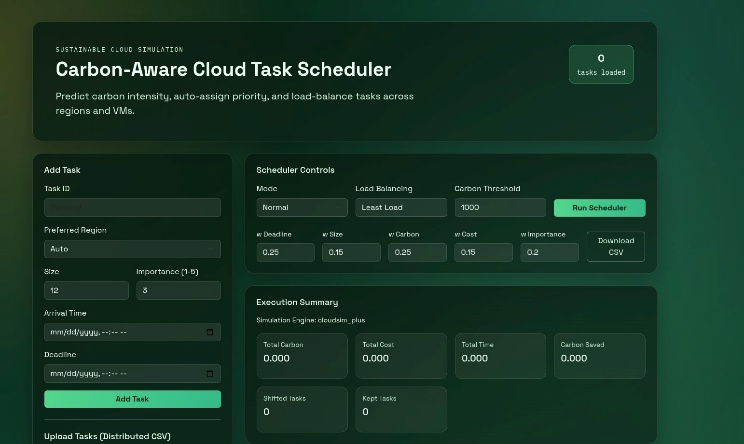 SUSTAINABLE CLOUD SIMULATION
Carbon-Aware Cloud Task Scheduler
Predict carbon intensity, auto-assign priority, and load-balance tasks across
regions and VMs.
0
tasks loaded
Add Task
Task ID
Preferred Region
Auto
Size
Importance (1-5)
12
3
Arrival Time
mm/dd/yyyy, --:-- --
Deadline
mm/dd/yyyy, --:-- --
Add Task
Upload Tasks (Distributed CSV)
Scheduler Controls
Mode
Load Balancing
Carbon Threshold
Normal
Least Load
1000
Run Scheduler
w Deadline
w Size
w Carbon
w Cost
w Importance
0.25
0.15
0.25
0.15
0.2
Download
CSV
Execution Summary
Simulation Engine: cloudsim_plus
Total Carbon
0.000
Total Cost
0.000
Total Time
0.000
Carbon Saved
0.000
Shifted Tasks
0
Kept Tasks
0